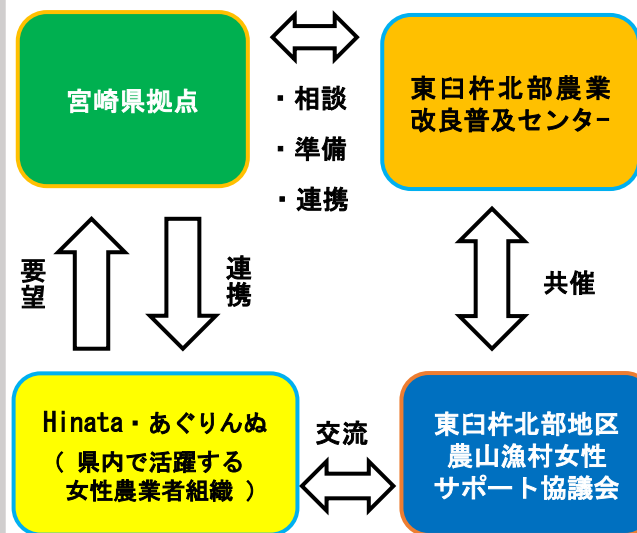 宮崎県拠点
・相談
・準備
・連携
東臼杵北部農業
改良普及センター
要望
連携
共催
Hinata・あぐりんぬ
（ 県内で活躍する
女性農業者組織 ）
交流
東臼杵北部地区
農山漁村女性
サポート協議会